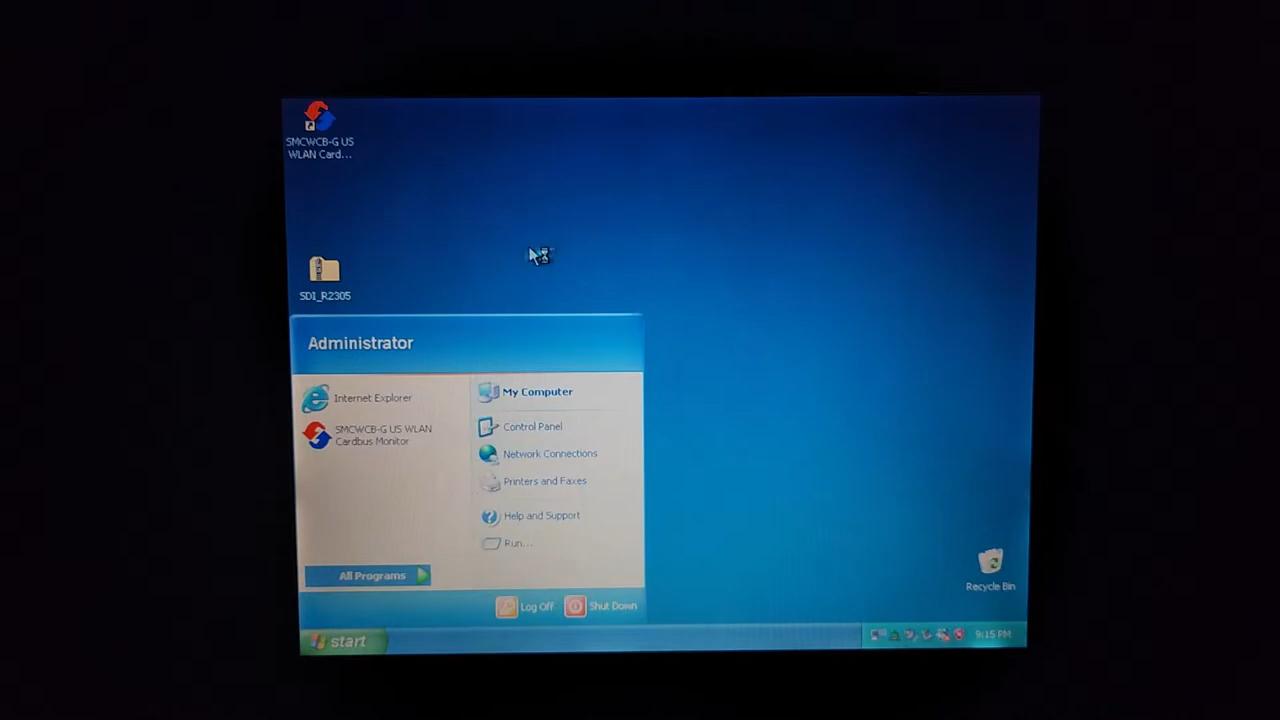 SMCWCB-G US
WLAN Card...
SDI_R2305
Administrator
Internet Explorer
SMCWCB-G US WLAN
Cardbus Monitor
All Programs
My Computer
Control Panel
Network Connections
Printers and Faxes
Help and Support
Run...
Log Off
Shut Down
Recycle Bin
start
9:15 PM